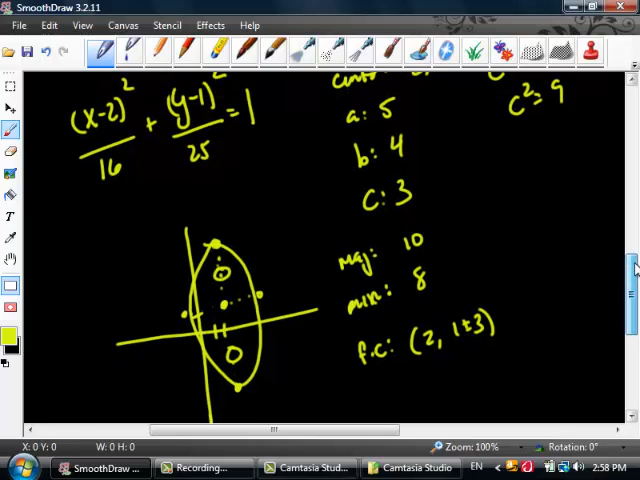 SmoothDraw 3.2.11
File Edit View Canvas Stencil Effects Help
(x-2)² + (y-1)² = 1
16 25
c² = 9
a: 5
b: 4
c: 3
maj: 10
min: 8
f.c: (2, 1±3)
X: 0 Y: 0 W: 0 H: 0 Zoom: 100% Rotation: 0°
SmoothDraw ... Recording... Camtasia Stud... Camtasia Studio EN 2:58 PM